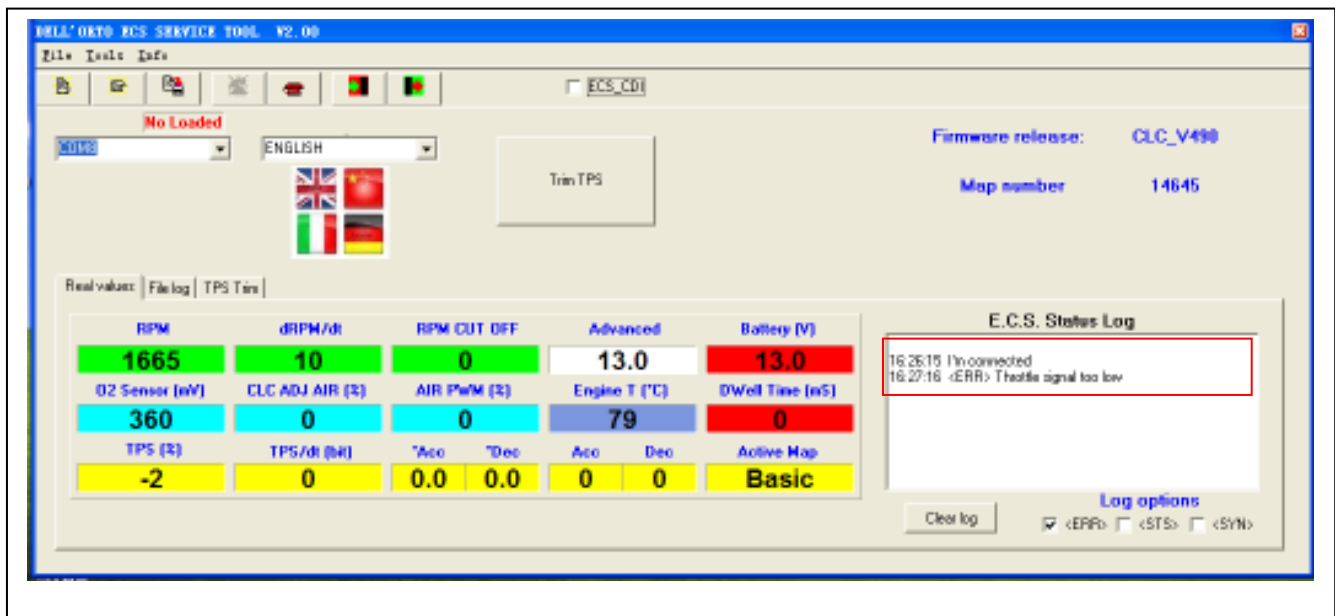 DELL'ORTO ECS SERVICE TOOL V2.00
File Tools Info
ECS_CDI
No Loaded
COM8 ENGLISH
Trim TPS
Firmware release: CLC_V490
Map number 14645
Real values File log TPS Trim
RPM dRPM/dt RPM CUT OFF Advanced Battery (V)
1665 10 0 13.0 13.0
O2 Sensor (mV) CLC ADJ AIR (%) AIR PWM (%) Engine T (°C) DWell Time (mS)
360 0 0 79 0
TPS (%) TPS/dt (bit) °Acc °Dec Acc Dec Active Map
-2 0 0.0 0.0 0 0 Basic
E.C.S. Status Log
16:26:15 I'm connected
16:27:16 <ERR> Throttle signal too low
Clear log
Log options
<ERR> <STS> <SYN>